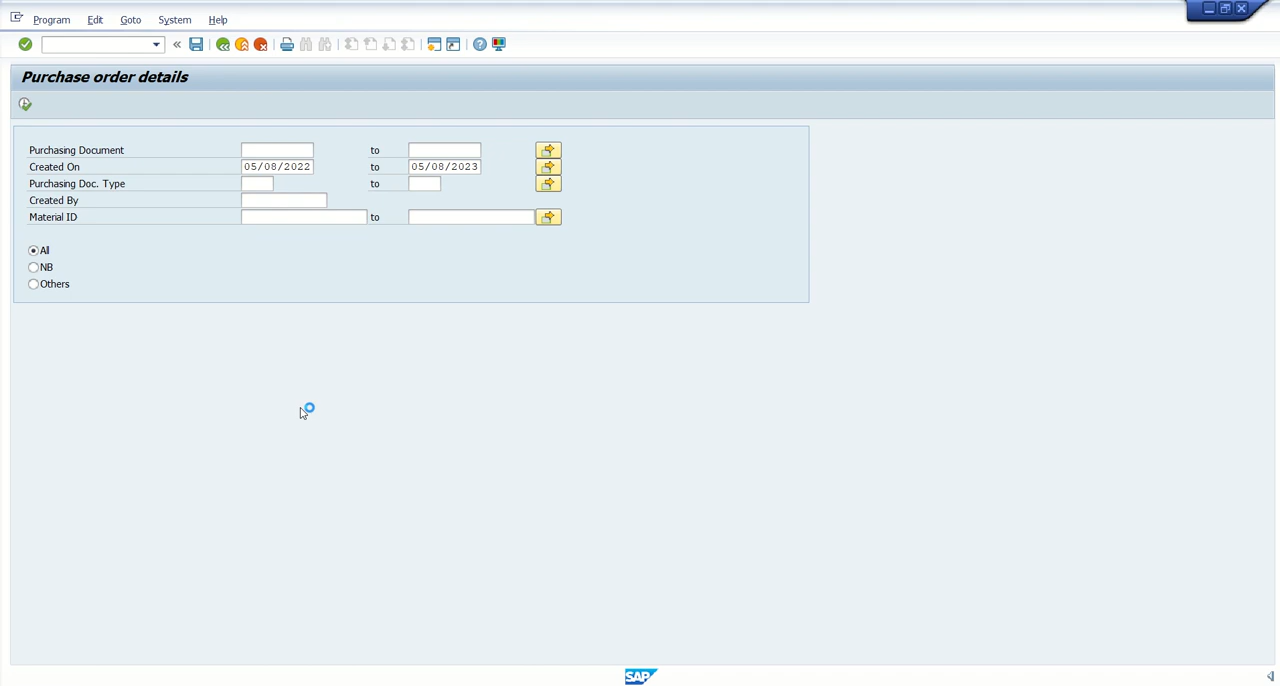 Program Edit Goto System Help
Purchase order details
Purchasing Document to
Created On 05/08/2022 to 05/08/2023
Purchasing Doc. Type to
Created By
Material ID to
All
NB
Others
SAP